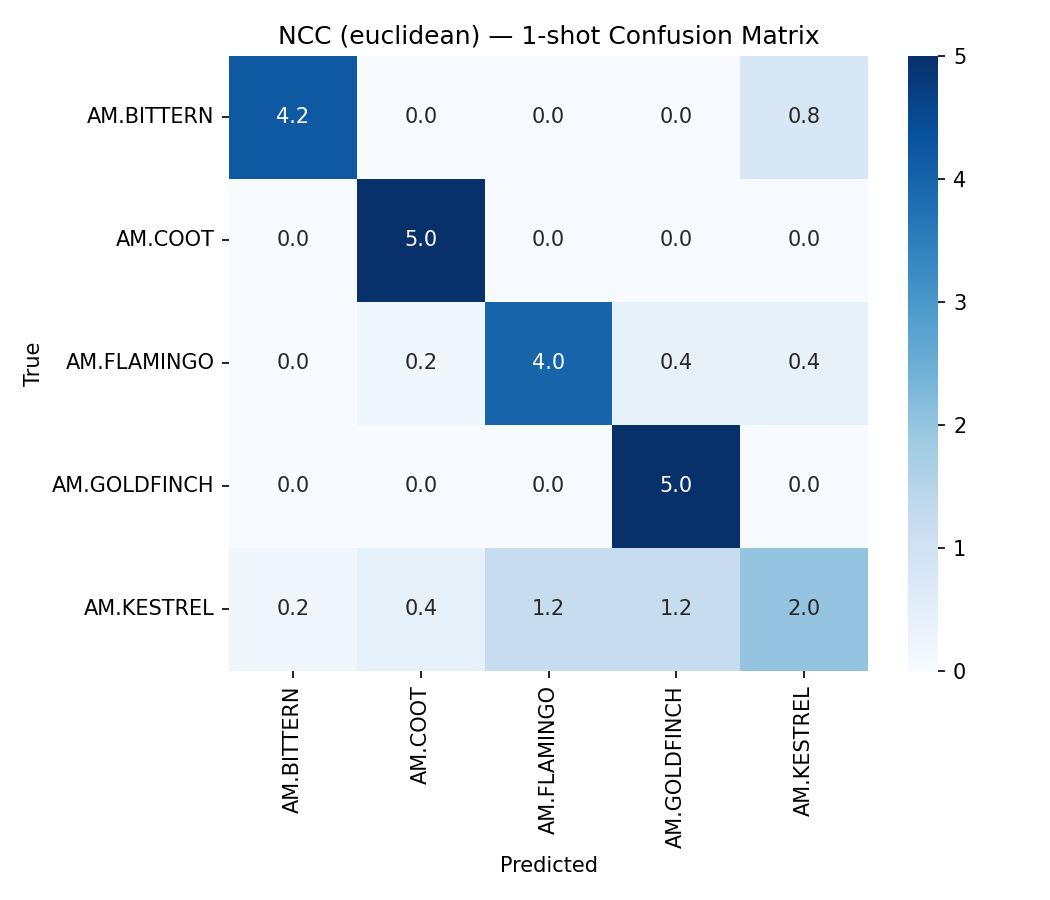 NCC (euclidean) — 1-shot Confusion Matrix
AM.BITTERN 4.2 0.0 0.0 0.0 0.8
AM.COOT 0.0 5.0 0.0 0.0 0.0
AM.FLAMINGO 0.0 0.2 4.0 0.4 0.4
AM.GOLDFINCH 0.0 0.0 0.0 5.0 0.0
AM.KESTREL 0.2 0.4 1.2 1.2 2.0
True
AM.BITTERN AM.COOT AM.FLAMINGO AM.GOLDFINCH AM.KESTREL
Predicted
5
4
3
2
1
0